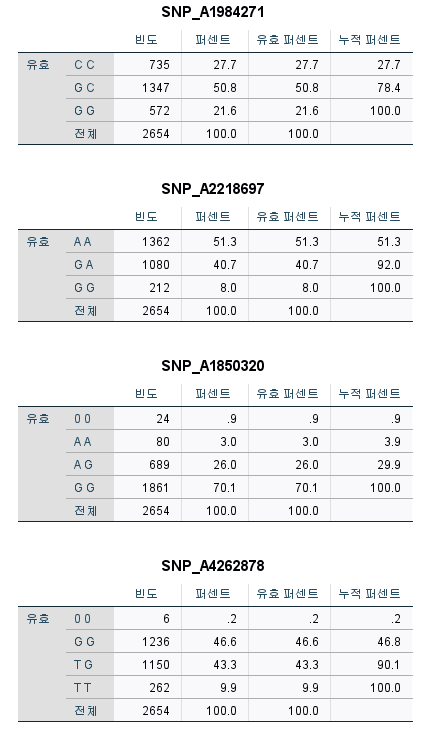 SNP_A1984271
빈도 퍼센트 유효 퍼센트 누적 퍼센트
유효 C C 735 27.7 27.7 27.7
G C 1347 50.8 50.8 78.4
G G 572 21.6 21.6 100.0
전체 2654 100.0 100.0
SNP_A2218697
빈도 퍼센트 유효 퍼센트 누적 퍼센트
유효 A A 1362 51.3 51.3 51.3
G A 1080 40.7 40.7 92.0
G G 212 8.0 8.0 100.0
전체 2654 100.0 100.0
SNP_A1850320
빈도 퍼센트 유효 퍼센트 누적 퍼센트
유효 0 0 24 .9 .9 .9
A A 80 3.0 3.0 3.9
A G 689 26.0 26.0 29.9
G G 1861 70.1 70.1 100.0
전체 2654 100.0 100.0
SNP_A4262878
빈도 퍼센트 유효 퍼센트 누적 퍼센트
유효 0 0 6 .2 .2 .2
G G 1236 46.6 46.6 46.8
T G 1150 43.3 43.3 90.1
T T 262 9.9 9.9 100.0
전체 2654 100.0 100.0